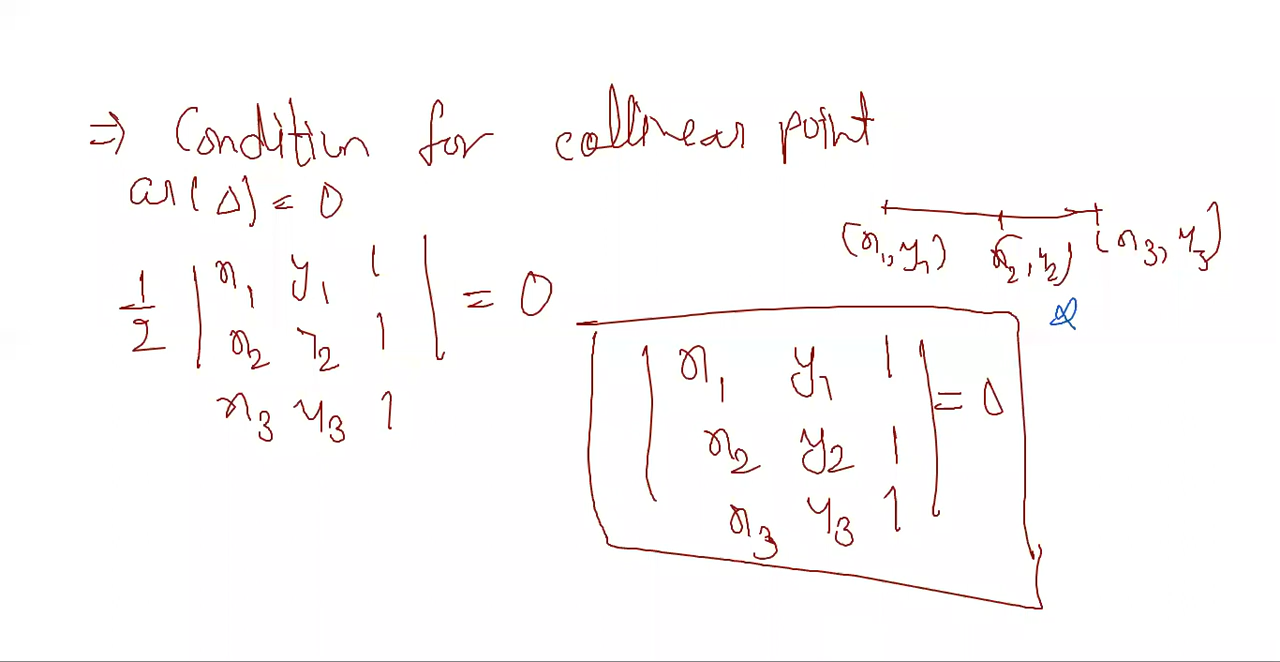 ⇒ Condition for collinear point
ar(Δ) = 0
(x₁, y₁) (x₂, y₂) (x₃, y₃)
1/2 | x₁ y₁ 1 | = 0
x₂ y₂ 1
x₃ y₃ 1
| x₁ y₁ 1 | = 0
x₂ y₂ 1
x₃ y₃ 1